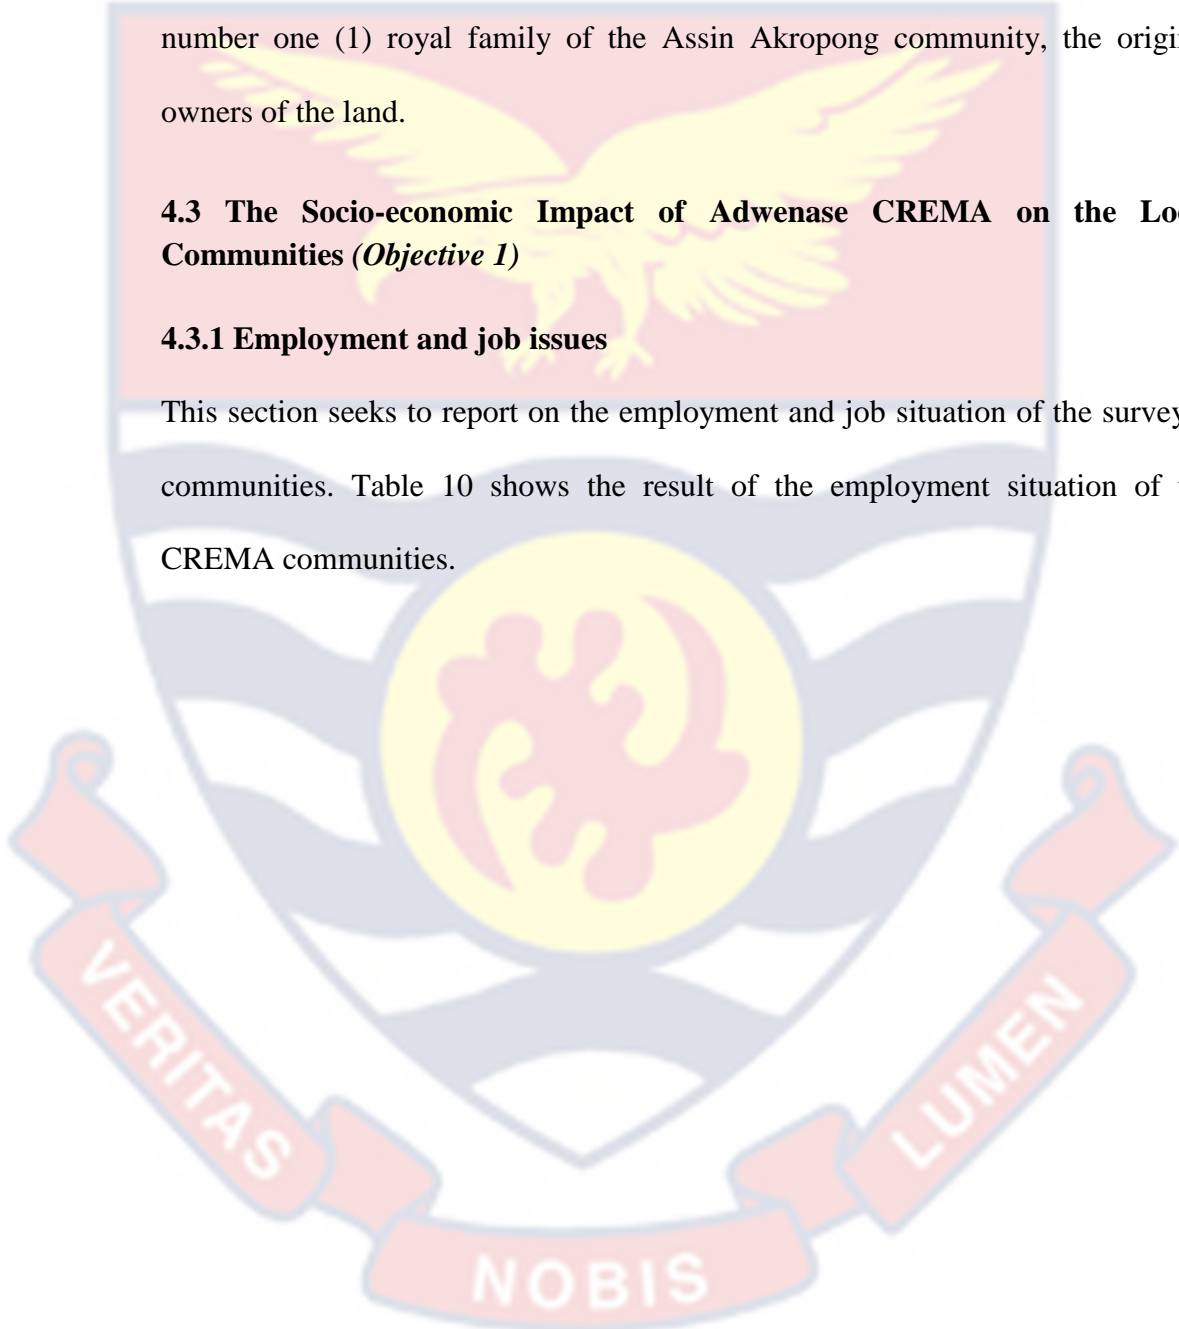 number one (1) royal family of the Assin Akropong community, the origin
owners of the land.
4.3 The Socio-economic Impact of Adwenase CREMA on the Loc
Communities (Objective 1)
4.3.1 Employment and job issues
This section seeks to report on the employment and job situation of the survey
communities. Table 10 shows the result of the employment situation of
CREMA communities.
VERITAS
NOBIS
LUMEN